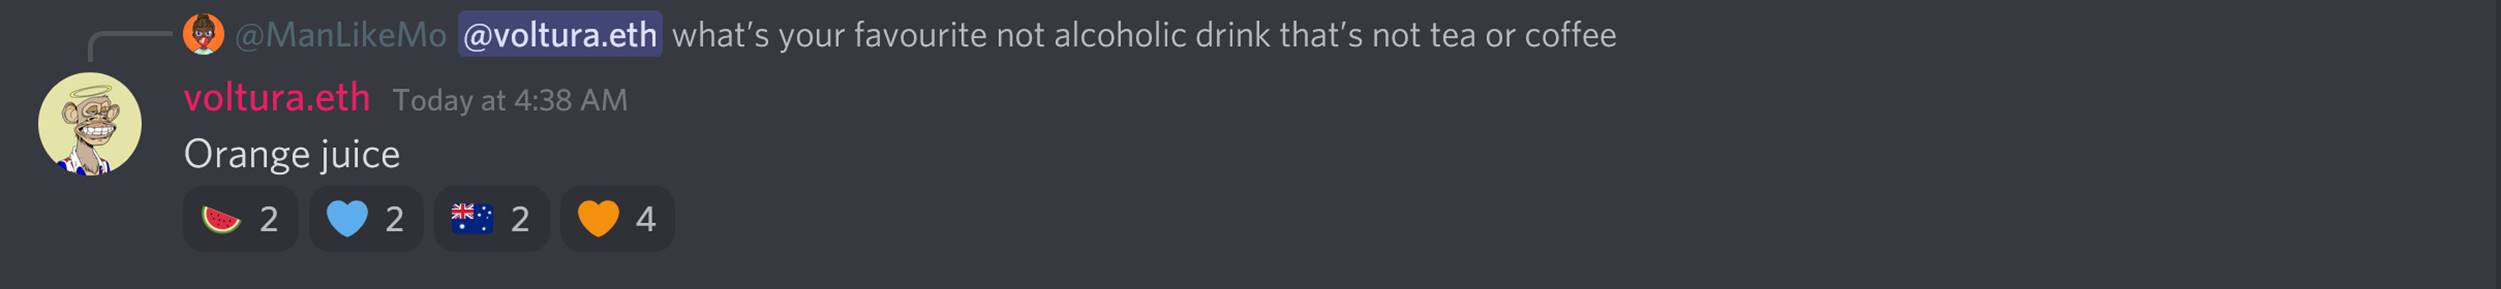 @ManLikeMo @voltura.eth what’s your favourite not alcoholic drink that’s not tea or coffee
voltura.eth Today at 4:38 AM
Orange juice
2 2 2 4